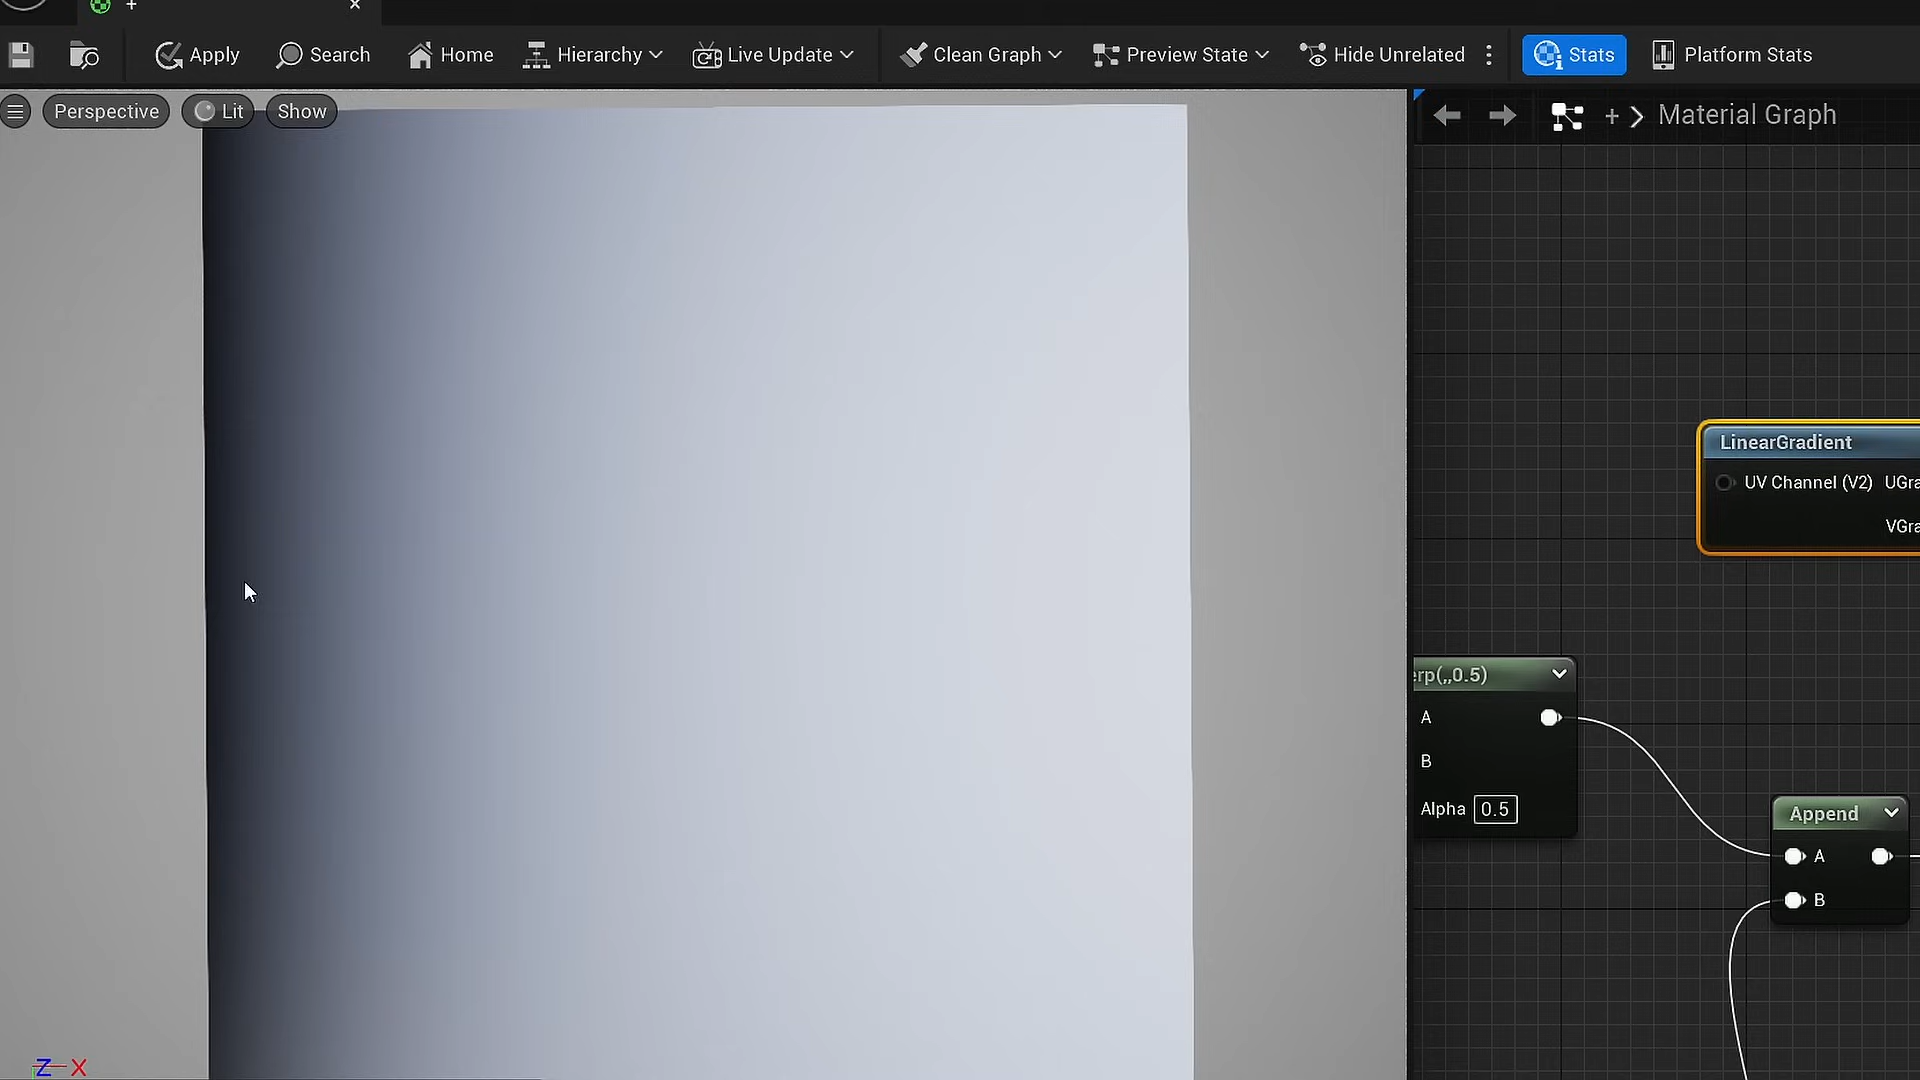 +
Apply
Search
Home
Hierarchy
Live Update
Clean Graph
Preview State
Hide Unrelated
Stats
Platform Stats
Perspective
Lit
Show
+
Material Graph
LinearGradient
UV Channel (V2) UGra
VGra
erp(,,0.5)
A
B
Alpha 0.5
Append
A
B
Z X